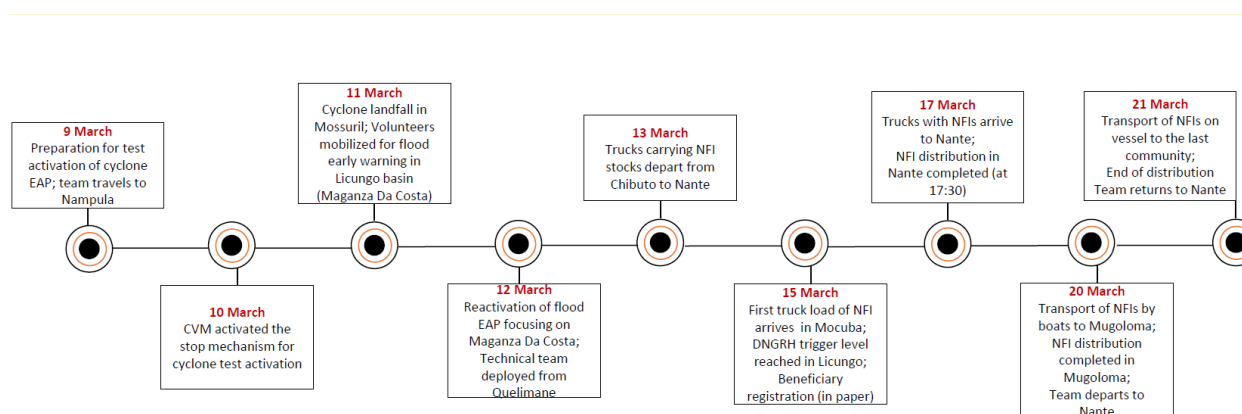 9 March
Preparation for test
activation of cyclone
EAP; team travels to
Nampula
10 March
CVM activated the
stop mechanism for
cyclone test activation
11 March
Cyclone landfall in
Mossuril; Volunteers
mobilized for flood
early warning in
Licungo basin
(Maganza Da Costa)
12 March
Reactivation of flood
EAP focusing on
Maganza Da Costa;
Technical team
deployed from
Quelimane
13 March
Trucks carrying NFI
stocks depart from
Chibuto to Nante
15 March
First truck load of NFI
arrives in Mocuba;
DNGRH trigger level
reached in Licungo;
Beneficiary
registration (in paper)
17 March
Trucks with NFIs arrive
to Nante;
NFI distribution in
Nante completed (at
17:30)
20 March
Transport of NFIs by
boats to Mugoloma;
NFI distribution
completed in
Mugoloma;
Team departs to
Nante
21 March
Transport of NFIs on
vessel to the last
community;
End of distribution
Team returns to Nante